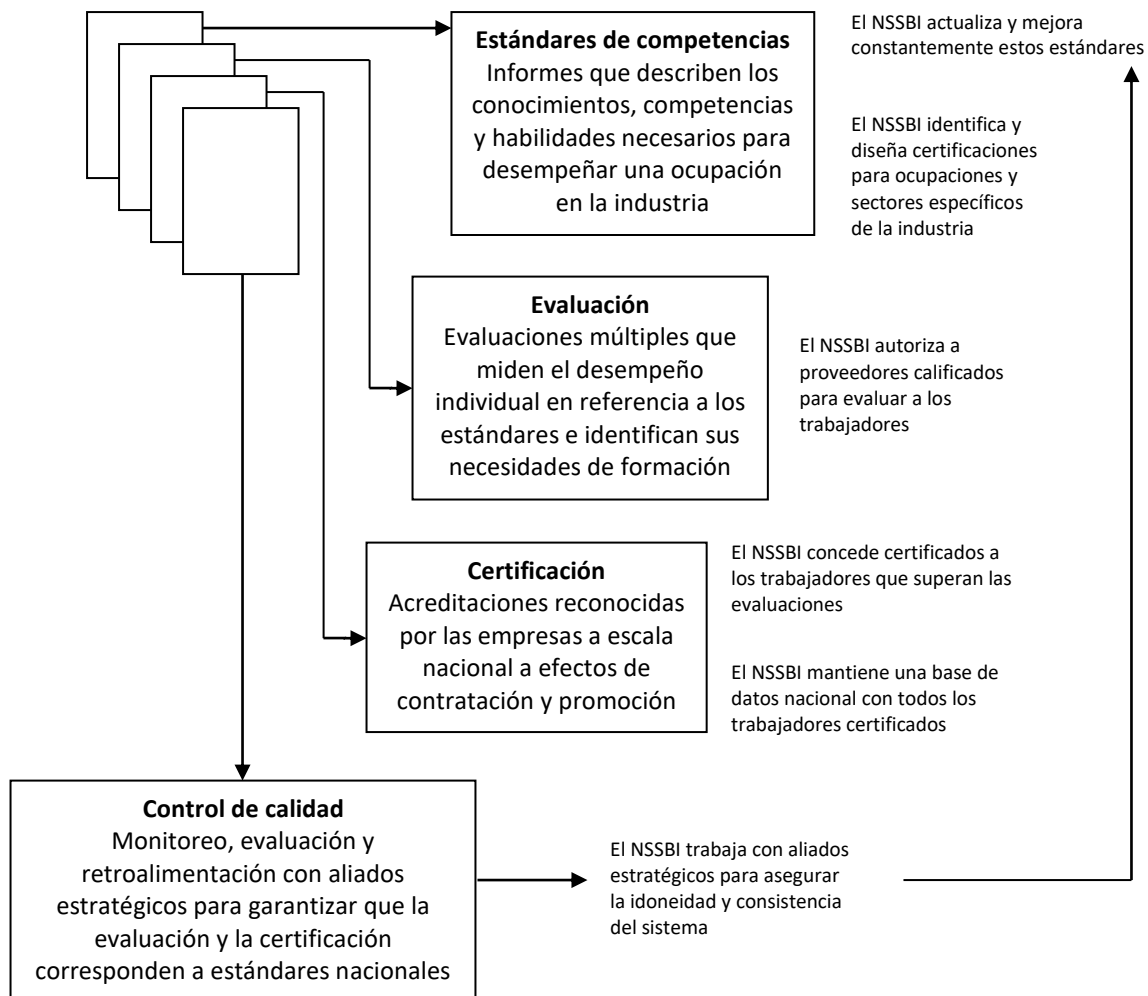 Estándares de competencias
Informes que describen los
conocimientos, competencias
y habilidades necesarios para
desempeñar una ocupación
en la industria
El NSSBI actualiza y mejora
constantemente estos estándares
El NSSBI identifica y
diseña certificaciones
para ocupaciones y
sectores específicos
de la industria
Evaluación
Evaluaciones múltiples que
miden el desempeño
individual en referencia a los
estándares e identifican sus
necesidades de formación
El NSSBI autoriza a
proveedores calificados
para evaluar a los
trabajadores
Certificación
Acreditaciones reconocidas
por las empresas a escala
nacional a efectos de
contratación y promoción
El NSSBI concede certificados a
los trabajadores que superan las
evaluaciones
El NSSBI mantiene una base de
datos nacional con todos los
trabajadores certificados
Control de calidad
Monitoreo, evaluación y
retroalimentación con aliados
estratégicos para garantizar que la
evaluación y la certificación
corresponden a estándares nacionales
El NSSBI trabaja con aliados
estratégicos para asegurar
la idoneidad y consistencia
del sistema